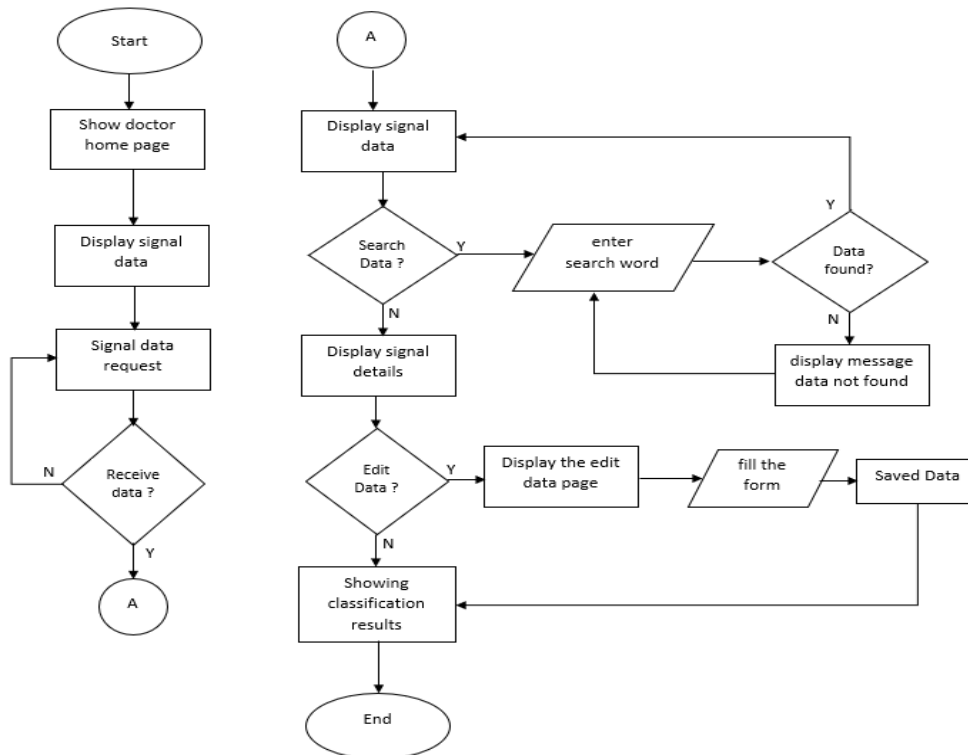 Start
Show doctor
home page
Display signal
data
Signal data
request
N
Receive
data ?
Y
A
A
Display signal
data
Search
Data ?
Y
enter
search word
Y
Data
found?
N
N
display message
data not found
Display signal
details
Edit
Data ?
Y
Display the edit
data page
fill the
form
Saved Data
N
Showing
classification
results
End